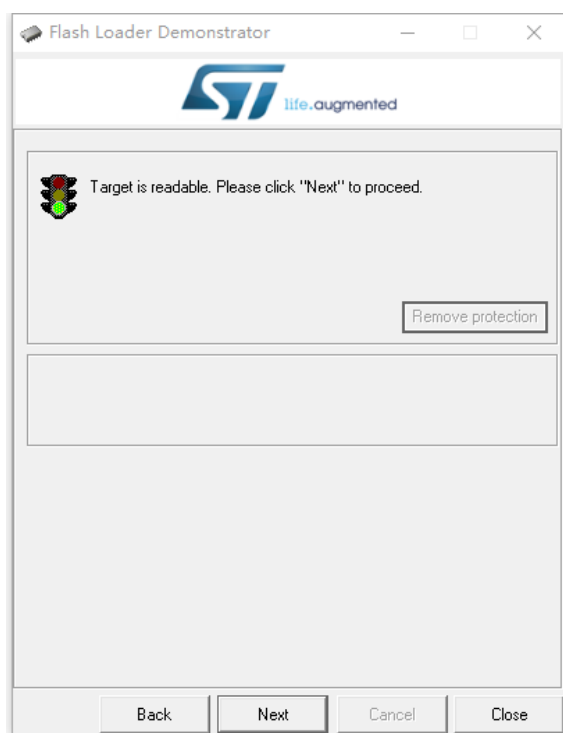 Flash Loader Demonstrator
ST life.augmented
Target is readable. Please click "Next" to proceed.
Remove protection
Back Next Cancel Close